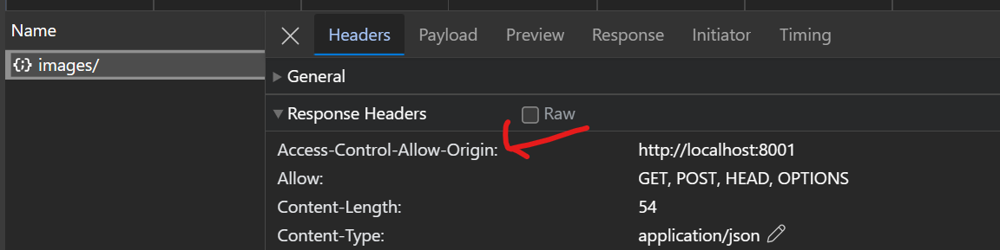 Name
Headers Payload Preview Response Initiator Timing
{;} images/
General
Response Headers Raw
Access-Control-Allow-Origin: http://localhost:8001
Allow: GET, POST, HEAD, OPTIONS
Content-Length: 54
Content-Type: application/json